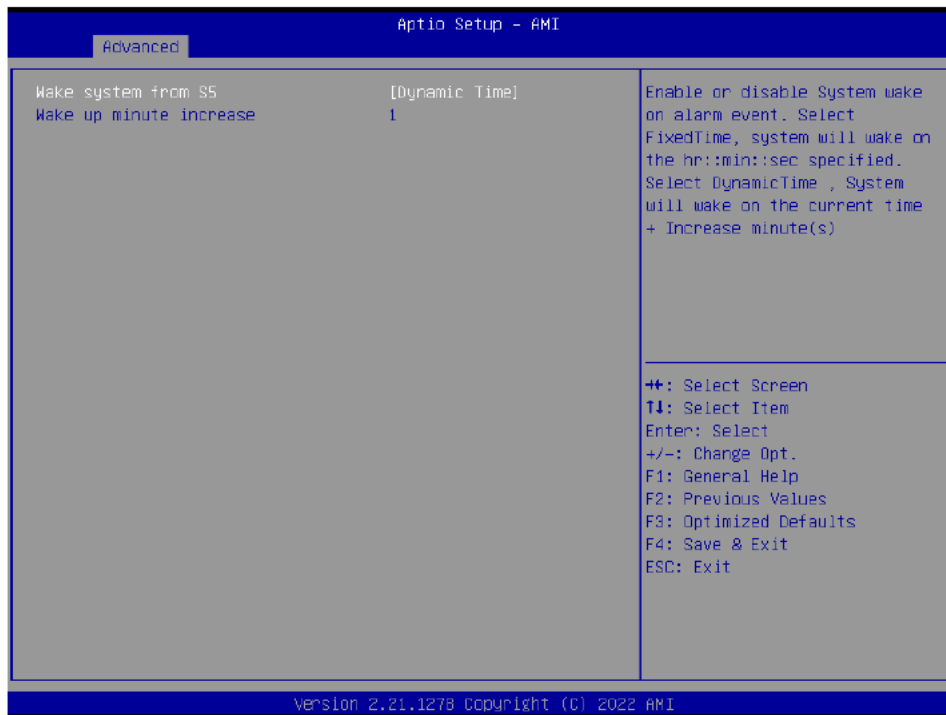 Aptio Setup - AMI
Advanced
Wake system from S5 [Dynamic Time]
Wake up minute increase 1
Enable or disable System wake
on alarm event. Select
FixedTime, system will wake on
the hr::min::sec specified.
Select DynamicTime , System
will wake on the current time
+ Increase minute(s)
→←: Select Screen
↑↓: Select Item
Enter: Select
+/-: Change Opt.
F1: General Help
F2: Previous Values
F3: Optimized Defaults
F4: Save & Exit
ESC: Exit
Version 2.21.1278 Copyright (C) 2022 AMI